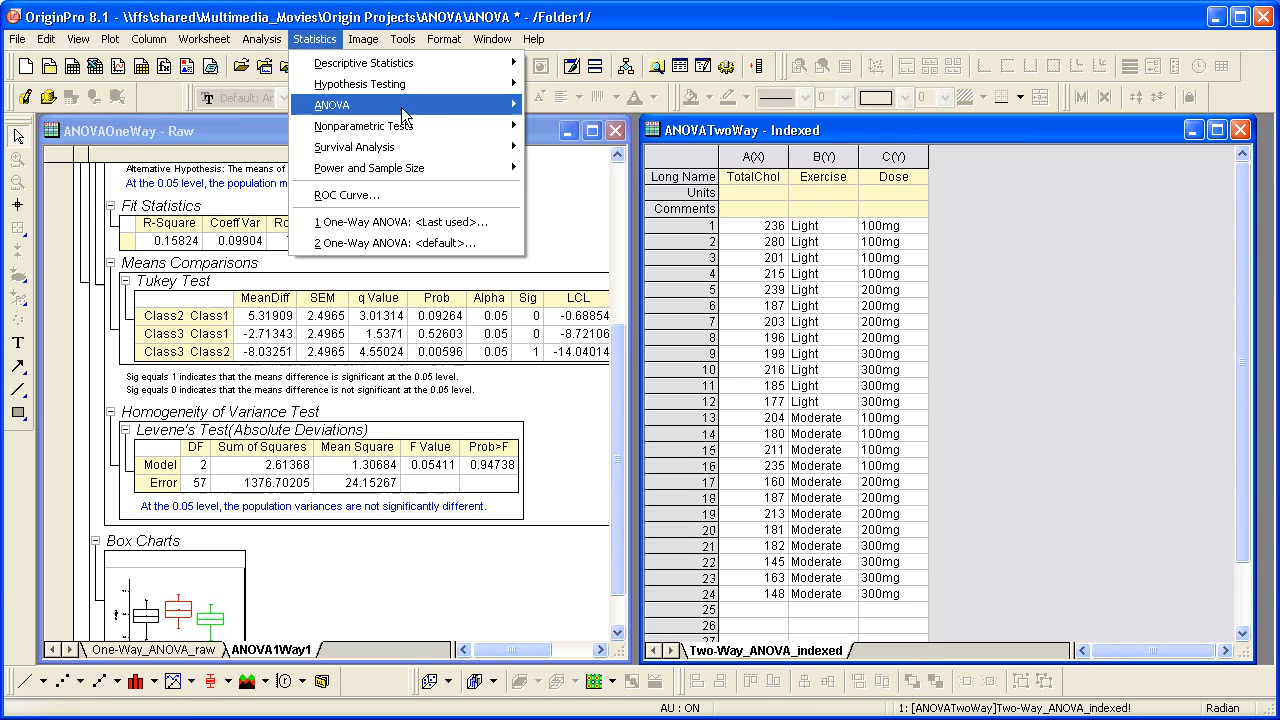 OriginPro 8.1 - \\ffs\shared\Multimedia_Movies\Origin Projects\ANOVA\ANOVA * - /Folder1/
File Edit View Plot Column Worksheet Analysis Statistics Image Tools Format Window Help
Descriptive Statistics
Hypothesis Testing
ANOVA
Nonparametric Tests
Survival Analysis
Power and Sample Size
ROC Curve...
1 One-Way ANOVA: <Last used>...
2 One-Way ANOVA: <default>...
T Default: Ar
0 0
ANOVAOneWay - Raw
Alternative Hypothesis: The means of
At the 0.05 level, the population m
Fit Statistics
R-Square Coeff Var
0.15824 0.09904
Means Comparisons
Tukey Test
MeanDiff SEM q Value Prob Alpha Sig LCL
Class2 Class1 5.31909 2.4965 3.01314 0.09264 0.05 0 -0.68854
Class3 Class1 -2.71343 2.4965 1.5371 0.52603 0.05 0 -8.72106
Class3 Class2 -8.03251 2.4965 4.55024 0.00596 0.05 1 -14.04014
Sig equals 1 indicates that the means difference is significant at the 0.05 level.
Sig equals 0 indicates that the means difference is not significant at the 0.05 level.
Homogeneity of Variance Test
Levene's Test(Absolute Deviations)
DF Sum of Squares Mean Square F Value Prob>F
Model 2 2.61368 1.30684 0.05411 0.94738
Error 57 1376.70205 24.15267
At the 0.05 level, the population variances are not significantly different.
Box Charts
One-Way_ANOVA_raw ANOVA1Way1
ANOVATwoWay - Indexed
A(X) B(Y) C(Y)
Long Name TotalChol Exercise Dose
Units
Comments
1 236 Light 100mg
2 280 Light 100mg
3 201 Light 100mg
4 215 Light 100mg
5 239 Light 200mg
6 187 Light 200mg
7 203 Light 200mg
8 196 Light 200mg
9 199 Light 300mg
10 216 Light 300mg
11 185 Light 300mg
12 177 Light 300mg
13 204 Moderate 100mg
14 180 Moderate 100mg
15 211 Moderate 100mg
16 235 Moderate 100mg
17 160 Moderate 200mg
18 187 Moderate 200mg
19 213 Moderate 200mg
20 181 Moderate 200mg
21 182 Moderate 300mg
22 145 Moderate 300mg
23 163 Moderate 300mg
24 148 Moderate 300mg
25
26
27
Two-Way_ANOVA_indexed
AU : ON 1: [ANOVATwoWay]Two-Way_ANOVA_indexed! Radian